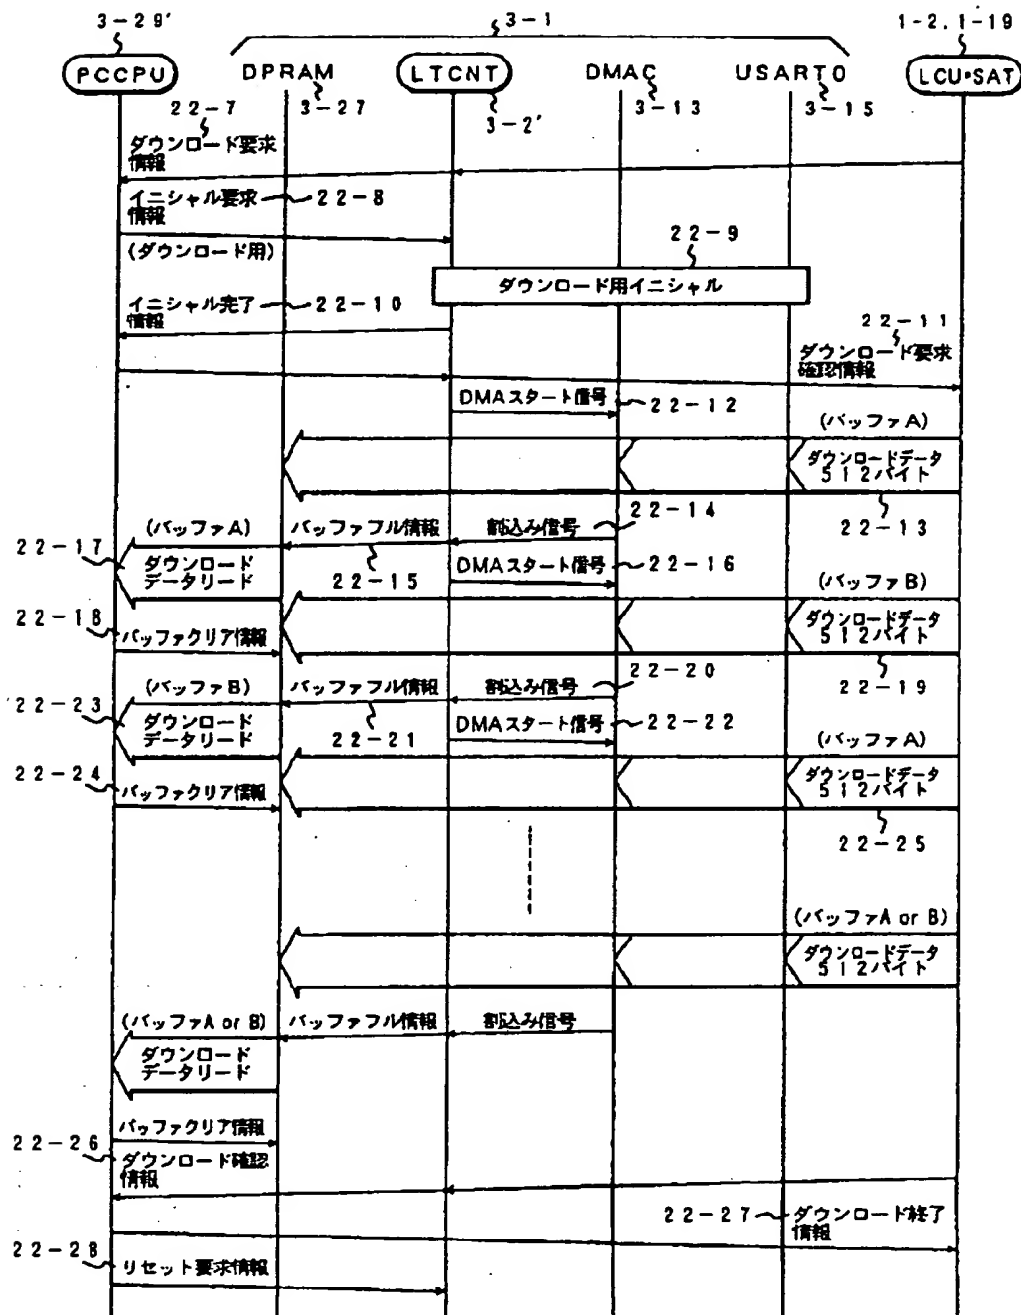 3-29' 3-1 1-2.1-19
PCCPU DPRAM LTCNT DMAC USARTO LCU•SAT
22-7 3-27 3-2' 3-13 3-15
ダウンロード要求
情報
イニシャル要求 22-8
情報
(ダウンロード用)
22-9
ダウンロード用イニシャル
イニシャル完了 22-10
情報
22-11
ダウンロード要求
確認情報
DMAスタート信号 22-12
(バッファA)
ダウンロードデータ
512バイト
22-14
22-13
(バッファA) バッファフル情報 割込み信号
22-17
ダウンロード
データリード
22-15
DMAスタート信号 22-16
(バッファB)
22-18
バッファクリア情報
ダウンロードデータ
512バイト
22-20
22-19
(バッファB) バッファフル情報 割込み信号
22-23
ダウンロード
データリード
22-21
DMAスタート信号 22-22
(バッファA)
22-24
バッファクリア情報
ダウンロードデータ
512バイト
22-25
(バッファA or B)
ダウンロードデータ
512バイト
(バッファA or B) バッファフル情報 割込み信号
ダウンロード
データリード
バッファクリア情報
22-26
ダウンロード確認
情報
22-27 ダウンロード終了
情報
22-28
リセット要求情報